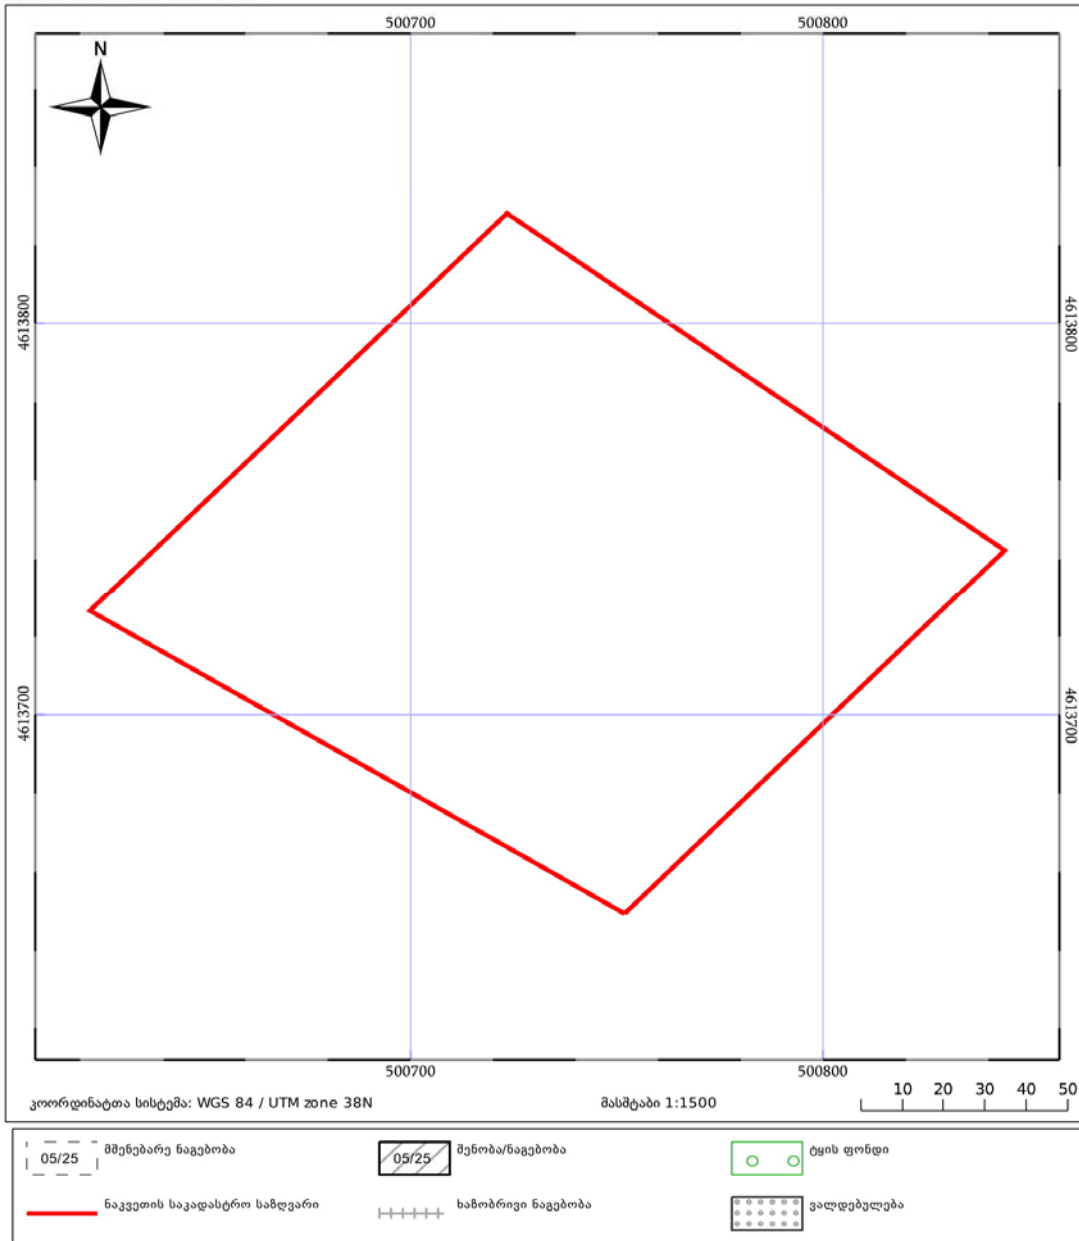 500700 500800
N
4613800 4613800
4613700 4613700
500700 500800
კოორდინატთა სისტემა: WGS 84 / UTM zone 38N მასშტაბი 1:1500 10 20 30 40 50
05/25 მშენებარე ნაგებობა 05/25 შენობა/ნაგებობა ტყის ფონდი
ნაკვეთის საკადასტრო საზღვარი ხაზობრივი ნაგებობა ვალდებულება